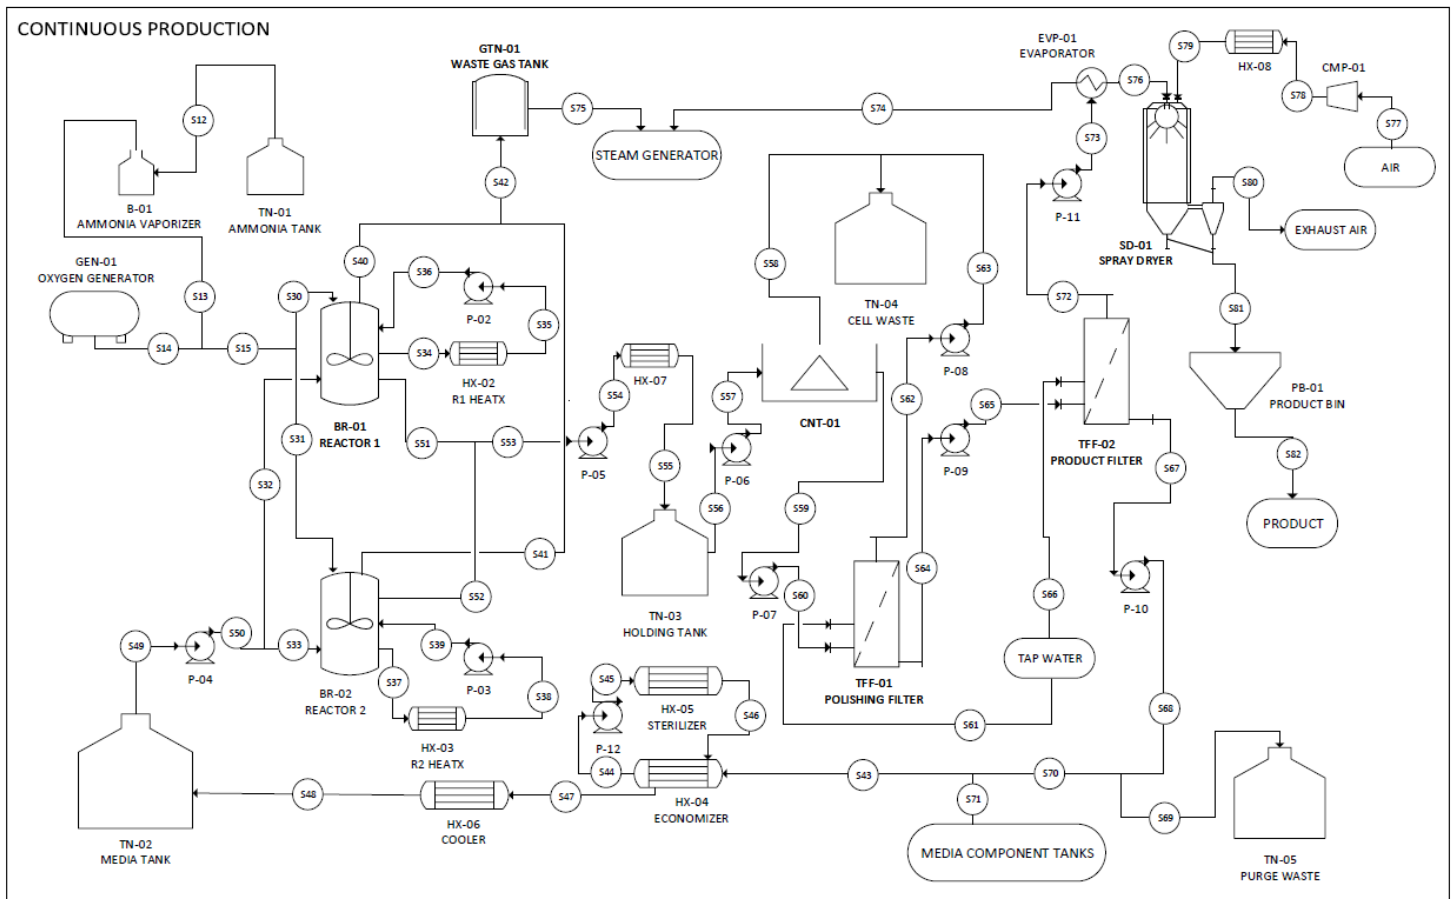 CONTINUOUS PRODUCTION
GTN-01
WASTE GAS TANK
EVP-01
EVAPORATOR
S79
HX-08
CMP-01
S76
S78
S77
S12
S75
S74
S73
STEAM GENERATOR
AIR
S42
P-11
S80
B-01
AMMONIA VAPORIZER
TN-01
AMMONIA TANK
EXHAUST AIR
SD-01
SPRAY DRYER
GEN-01
OXYGEN GENERATOR
S40
S36
S58
S63
S13
S30
P-02
TN-04
CELL WASTE
S72
S81
S35
S14
S15
S34
HX-02
R1 HEATX
HX-07
P-08
S54
S57
S62
S65
PB-01
PRODUCT BIN
BR-01
REACTOR 1
CNT-01
S31
S51
S53
P-05
P-06
P-09
TFF-02
PRODUCT FILTER
S55
S67
S82
S32
S56
S59
PRODUCT
S41
S64
P-10
S52
S60
P-07
S66
TN-03
HOLDING TANK
S49
S50
S33
S39
P-04
P-03
TAP WATER
BR-02
REACTOR 2
S37
S38
S45
HX-05
STERILIZER
S46
TFF-01
POLISHING FILTER
S61
S68
HX-03
R2 HEATX
P-12
S44
S43
S70
HX-04
ECONOMIZER
S48
S47
S71
S69
HX-06
COOLER
TN-02
MEDIA TANK
MEDIA COMPONENT TANKS
TN-05
PURGE WASTE